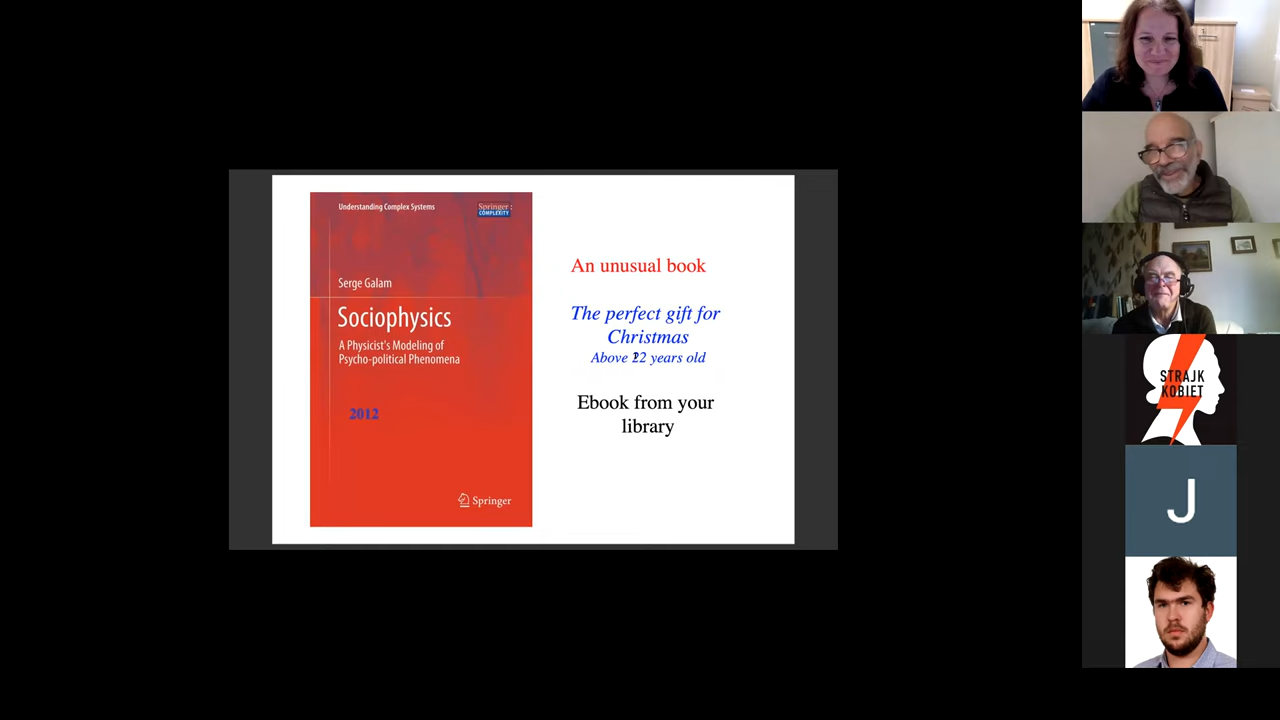 Understanding Complex Systems
Springer :
COMPLEXITY
Serge Galam
Sociophysics
A Physicist's Modeling of
Psycho-political Phenomena
2012
Springer
An unusual book
The perfect gift for
Christmas
Above 22 years old
Ebook from your
library
STRAJK
KOBIET
J